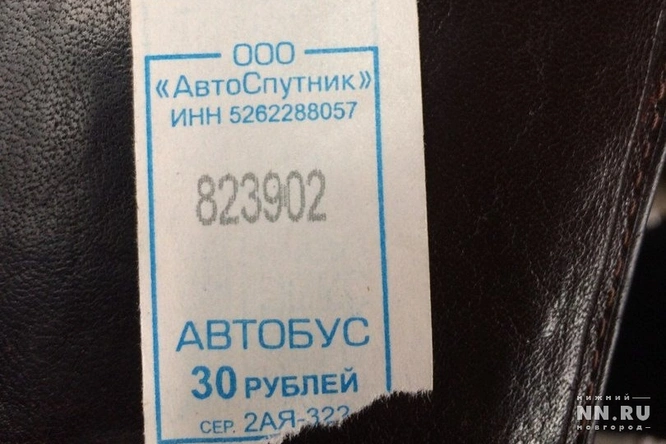 ООО
«АвтоСпутник»
ИНН 5262288057
823902
АВТОБУС
30 РУБЛЕЙ
СЕР. 2АЯ-322
НИЖНИЙ
NN.RU
НОВГОРОД